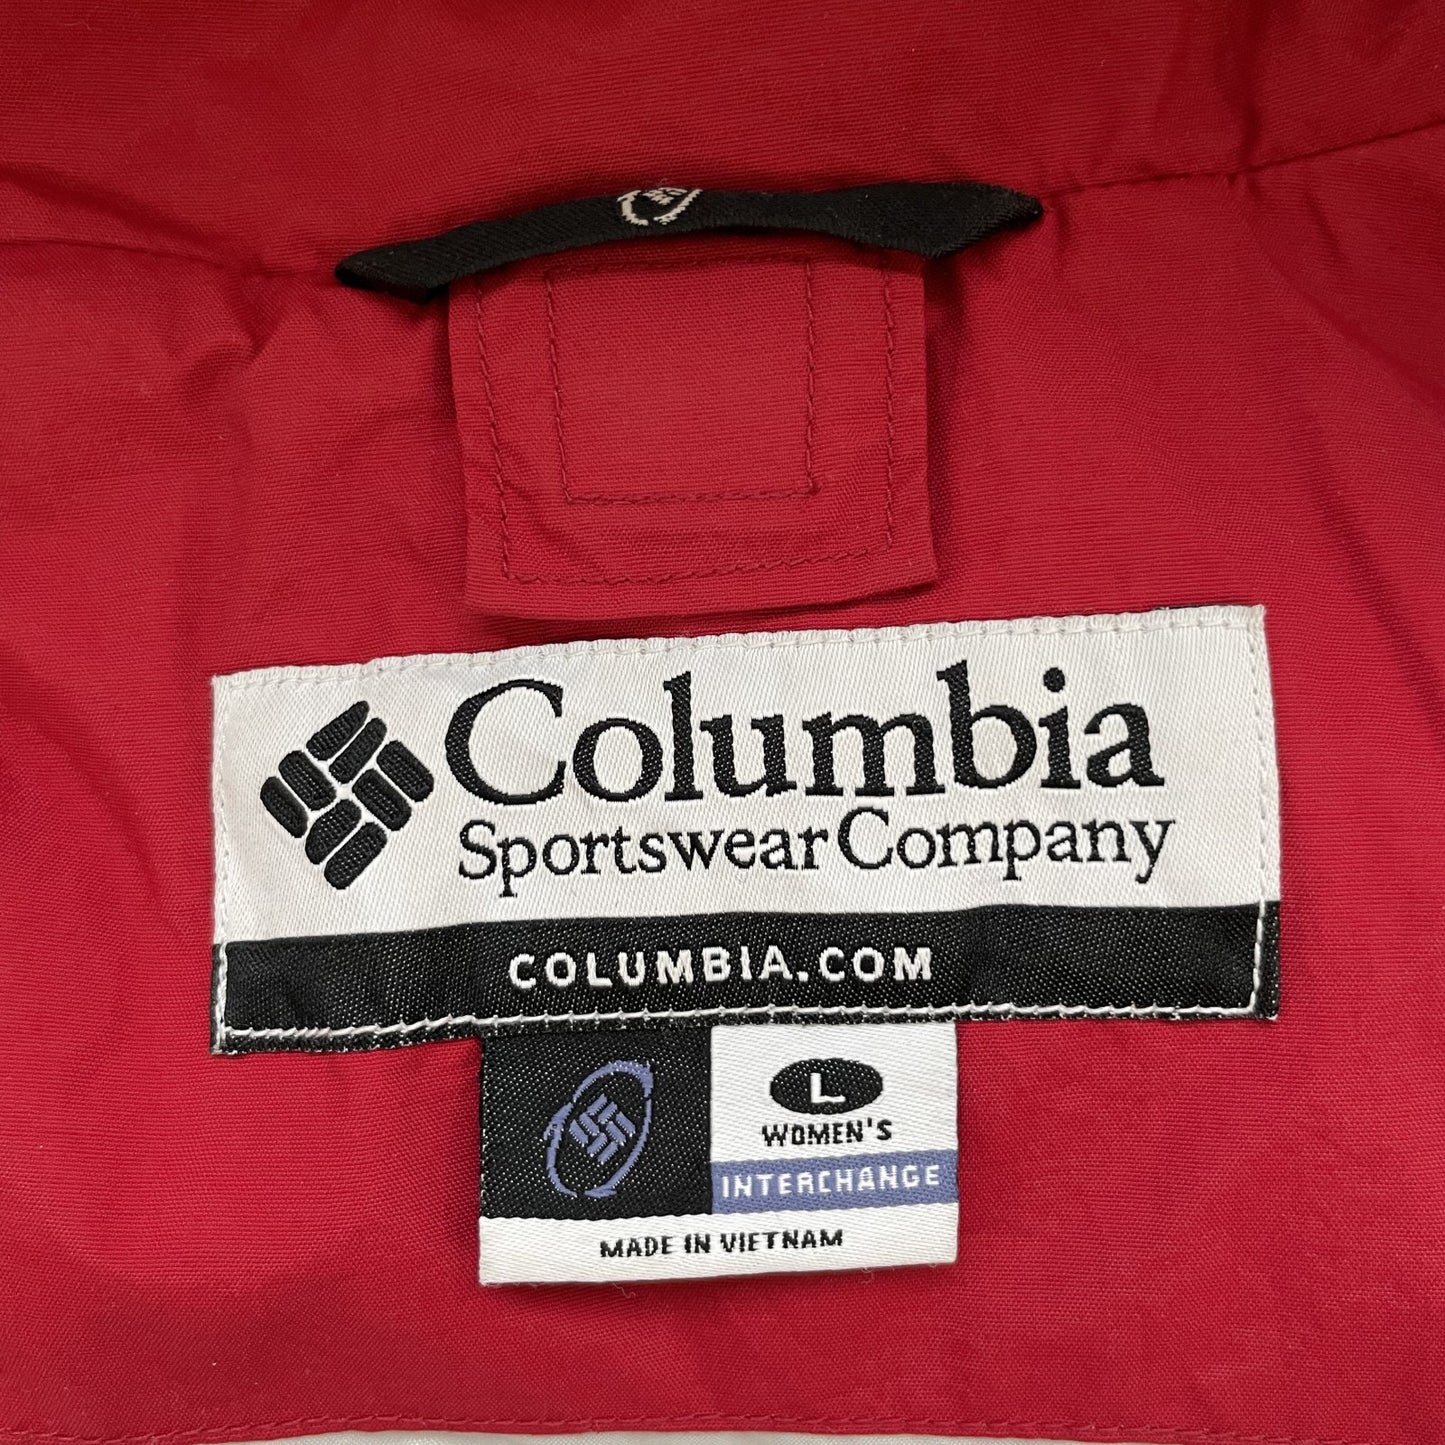 Columbia
Sportswear Company
COLUMBIA.COM
L
WOMEN'S
INTERCHANGE
MADE IN VIETNAM